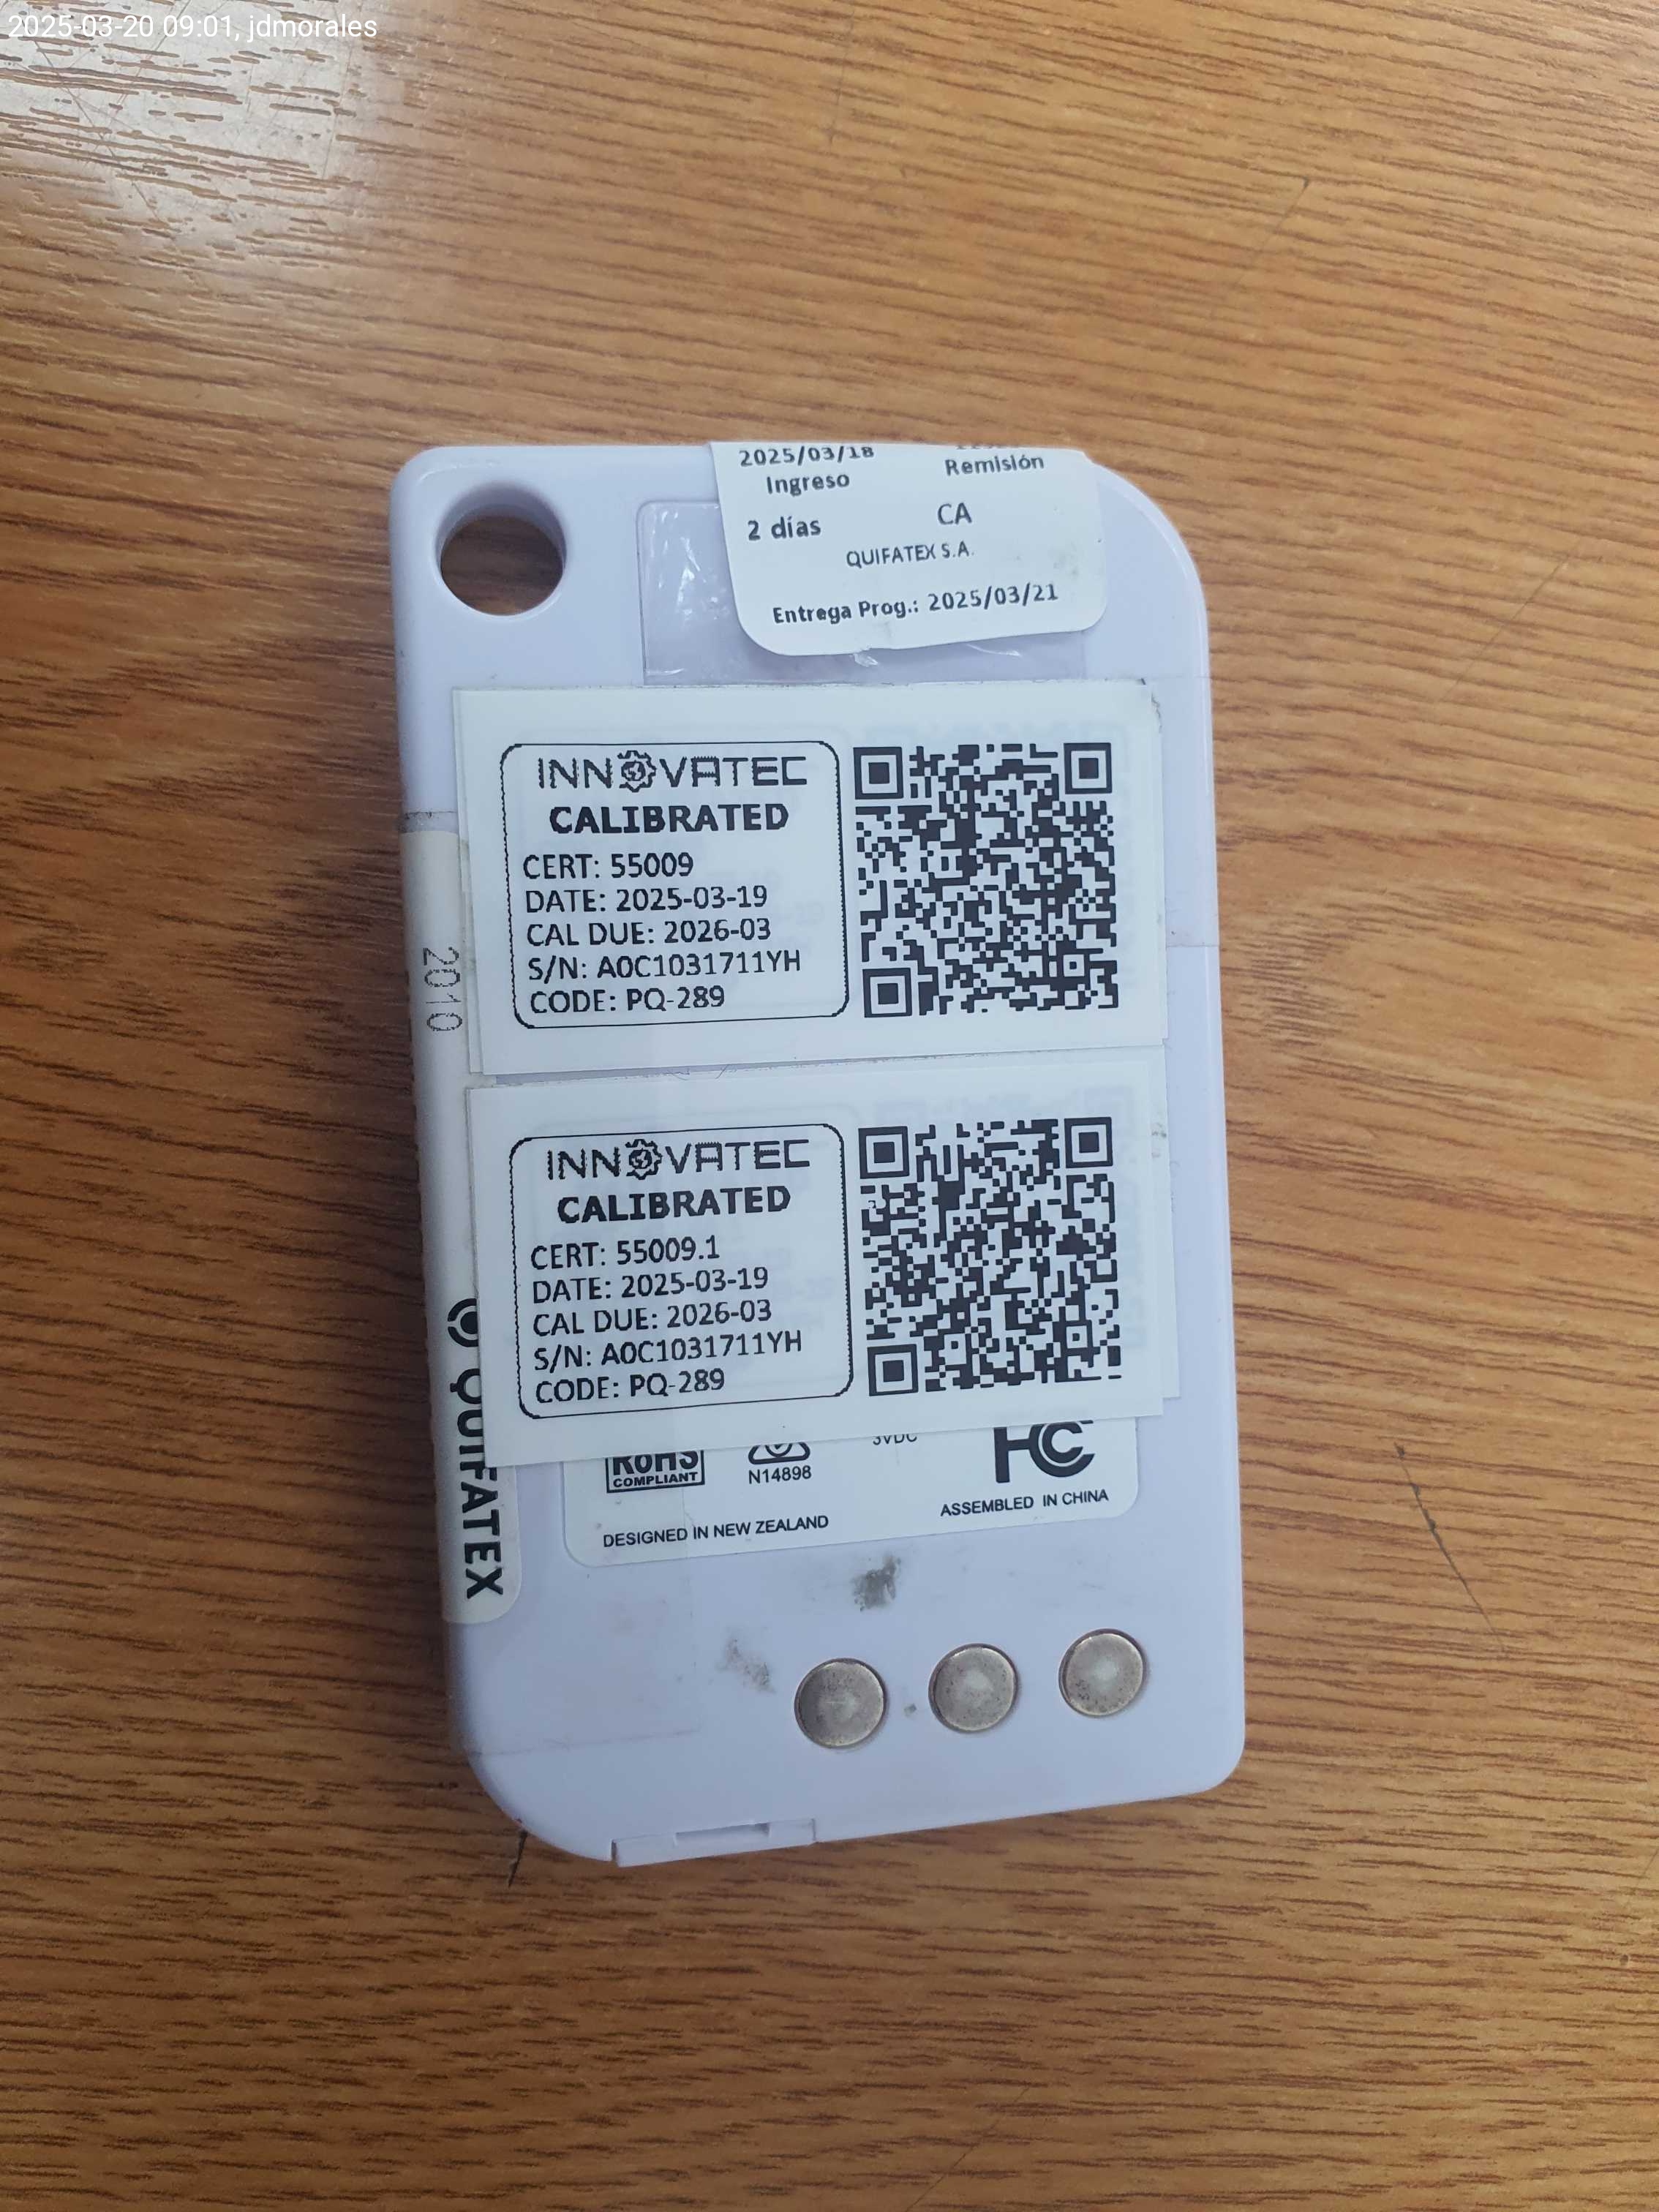 2025-03-20 09:01, jdmorales
2025/03/18
Ingreso
Remisión
2 días
CA
QUIFATEX S.A.
Entrega Prog.: 2025/03/21
INNOVATEC
CALIBRATED
CERT: 55009
DATE: 2025-03-19
CAL DUE: 2026-03
S/N: A0C1031711YH
CODE: PQ-289
2010
INNOVATEC
CALIBRATED
CERT: 55009.1
DATE: 2025-03-19
CAL DUE: 2026-03
S/N: A0C1031711YH
CODE: PQ-289
QUIFATEX
RoHS
COMPLIANT
N14898
3VDC
FC
DESIGNED IN NEW ZEALAND
ASSEMBLED IN CHINA